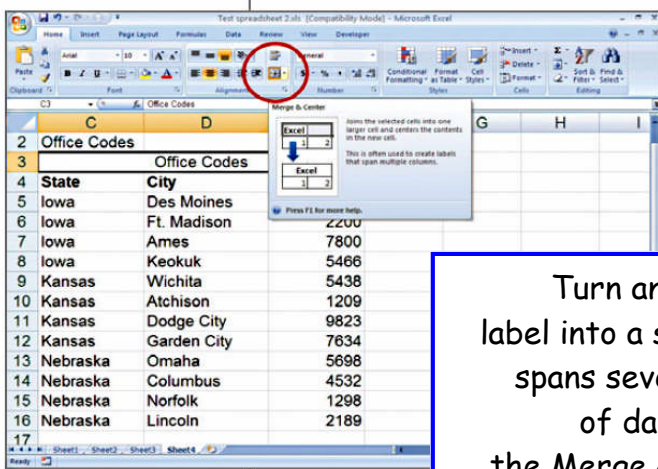 Test spreadsheet 2.xls [Compatibility Mode] - Microsoft Excel
Home Insert Page Layout Formulas Data Review View Developer
Arial 10 General
Paste B I U Conditional Formatting Format as Table Cell Styles Insert Delete Format Sort & Filter Find & Select
Clipboard Font Alignment Number Styles Cells Editing
C3 Office Codes
Merge & Center
Joins the selected cells into one
larger cell and centers the contents
in the new cell.
This is often used to create labels
that span multiple columns.
Excel
1 2
Excel
1 2
Press F1 for more help.
C D G H I
2 Office Codes
3 Office Codes
4 State City
5 Iowa Des Moines
6 Iowa Ft. Madison 2200
7 Iowa Ames 7800
8 Iowa Keokuk 5466
9 Kansas Wichita 5438
10 Kansas Atchison 1209
11 Kansas Dodge City 9823
12 Kansas Garden City 7634
13 Nebraska Omaha 5698
14 Nebraska Columbus 4532
15 Nebraska Norfolk 1298
16 Nebraska Lincoln 2189
17
Sheet1 Sheet2 Sheet3 Sheet4
Ready
Turn an
label into a s
spans seve
of da
the Merge